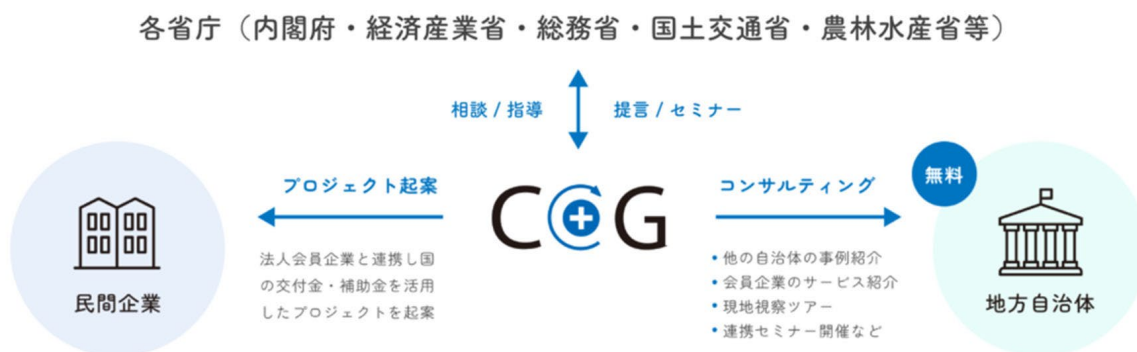 各省庁（内閣府・経済産業省・総務省・国土交通省・農林水産省等）
相談 / 指導
提言 / セミナー
プロジェクト起案
法人会員企業と連携し国
の交付金・補助金を活用
したプロジェクトを起案
民間企業
CCG
コンサルティング
• 他の自治体の事例紹介
• 会員企業のサービス紹介
• 現地視察ツアー
• 連携セミナー開催など
無料
地方自治体